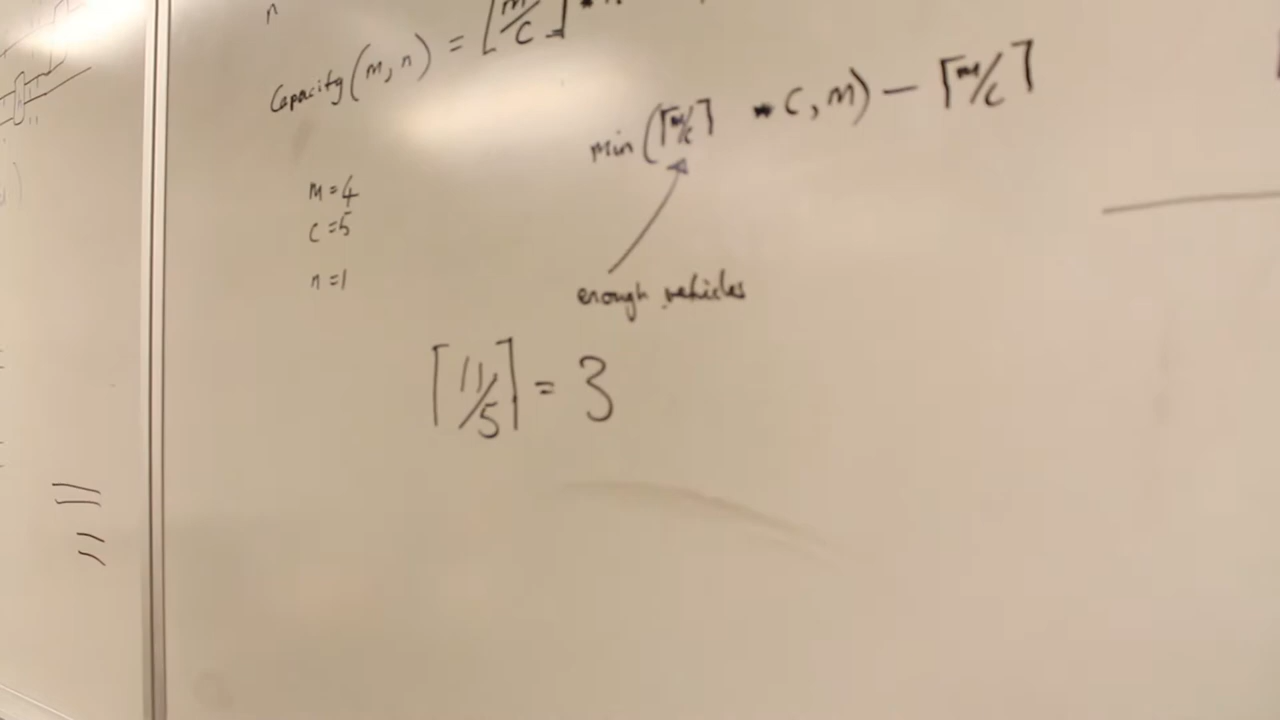 n
Capacity(m, n) = ⌊m/c⌋
min(⌈m/c⌉ * c, m) - ⌈m/c⌉
m=4
c=5
n=1
enough vehicles
⌈11/5⌉ = 3